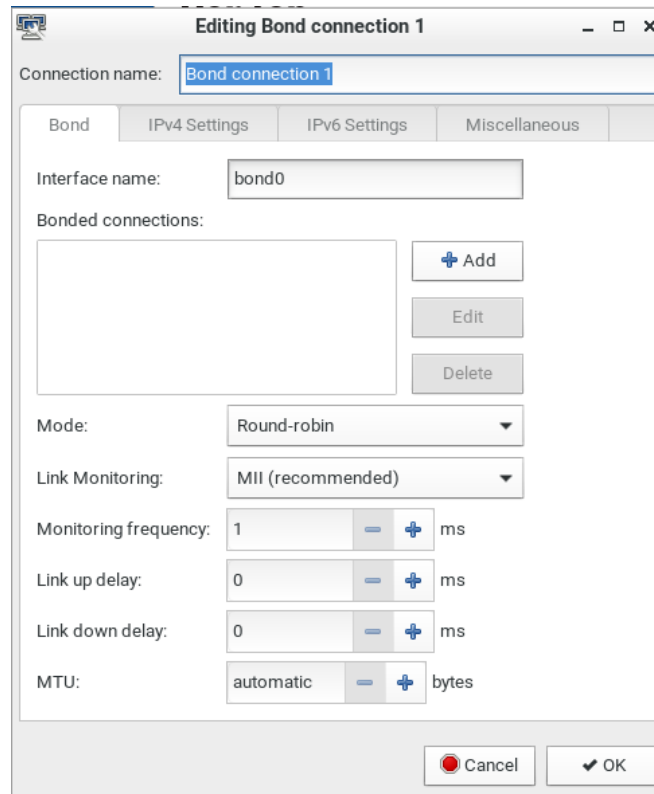 Editing Bond connection 1
Connection name: Bond connection 1
Bond IPv4 Settings IPv6 Settings Miscellaneous
Interface name: bond0
Bonded connections:
Add
Edit
Delete
Mode: Round-robin
Link Monitoring: MII (recommended)
Monitoring frequency: 1 ms
Link up delay: 0 ms
Link down delay: 0 ms
MTU: automatic bytes
Cancel OK